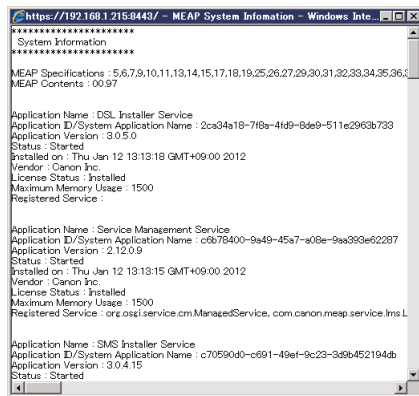 https://192.168.1.215:8443/ - MEAP System Infomation - Windows Inte...
**********************
System Information
**********************
MEAP Specifications : 5,6,7,9,10,11,13,14,15,17,18,19,25,26,27,29,30,31,32,33,34,35,36,3
MEAP Contents : 00.97
Application Name : DSL Installer Service
Application ID/System Application Name : 2ca34a18-7f8a-4fd9-8de9-511e2963b733
Application Version : 3.0.5.0
Status : Started
Installed on : Thu Jan 12 13:13:18 GMT+09:00 2012
Vendor : Canon Inc.
License Status : Installed
Maximum Memory Usage : 1500
Registered Service :
Application Name : Service Management Service
Application ID/System Application Name : c6b78400-9a49-45a7-a08e-9aa393e62287
Application Version : 2.12.0.9
Status : Started
Installed on : Thu Jan 12 13:13:15 GMT+09:00 2012
Vendor : Canon Inc.
License Status : Installed
Maximum Memory Usage : 1500
Registered Service : org.osgi.service.cm.ManagedService, com.canon.meap.service.lms.L
Application Name : SMS Installer Service
Application ID/System Application Name : c70590d0-c691-49ef-9c23-3d9b452194db
Application Version : 3.0.4.15
Status : Started